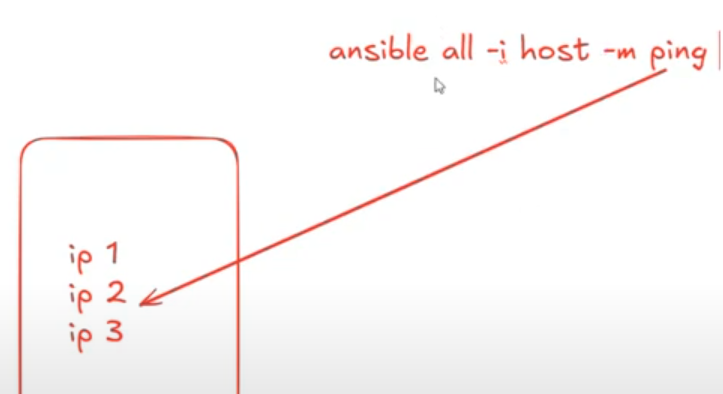 ansible all -i host -m ping
ip 1
ip 2
ip 3